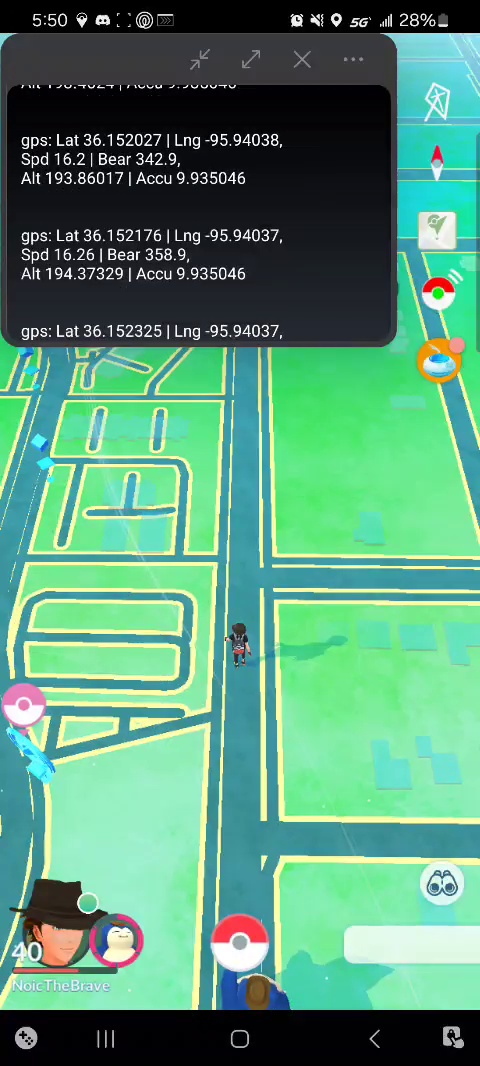 5:50
5G
28%
gps: Lat 36.152027 | Lng -95.94038,
Spd 16.2 | Bear 342.9,
Alt 193.86017 | Accu 9.935046
gps: Lat 36.152176 | Lng -95.94037,
Spd 16.26 | Bear 358.9,
Alt 194.37329 | Accu 9.935046
gps: Lat 36.152325 | Lng -95.94037,
40
NoicTheBrave